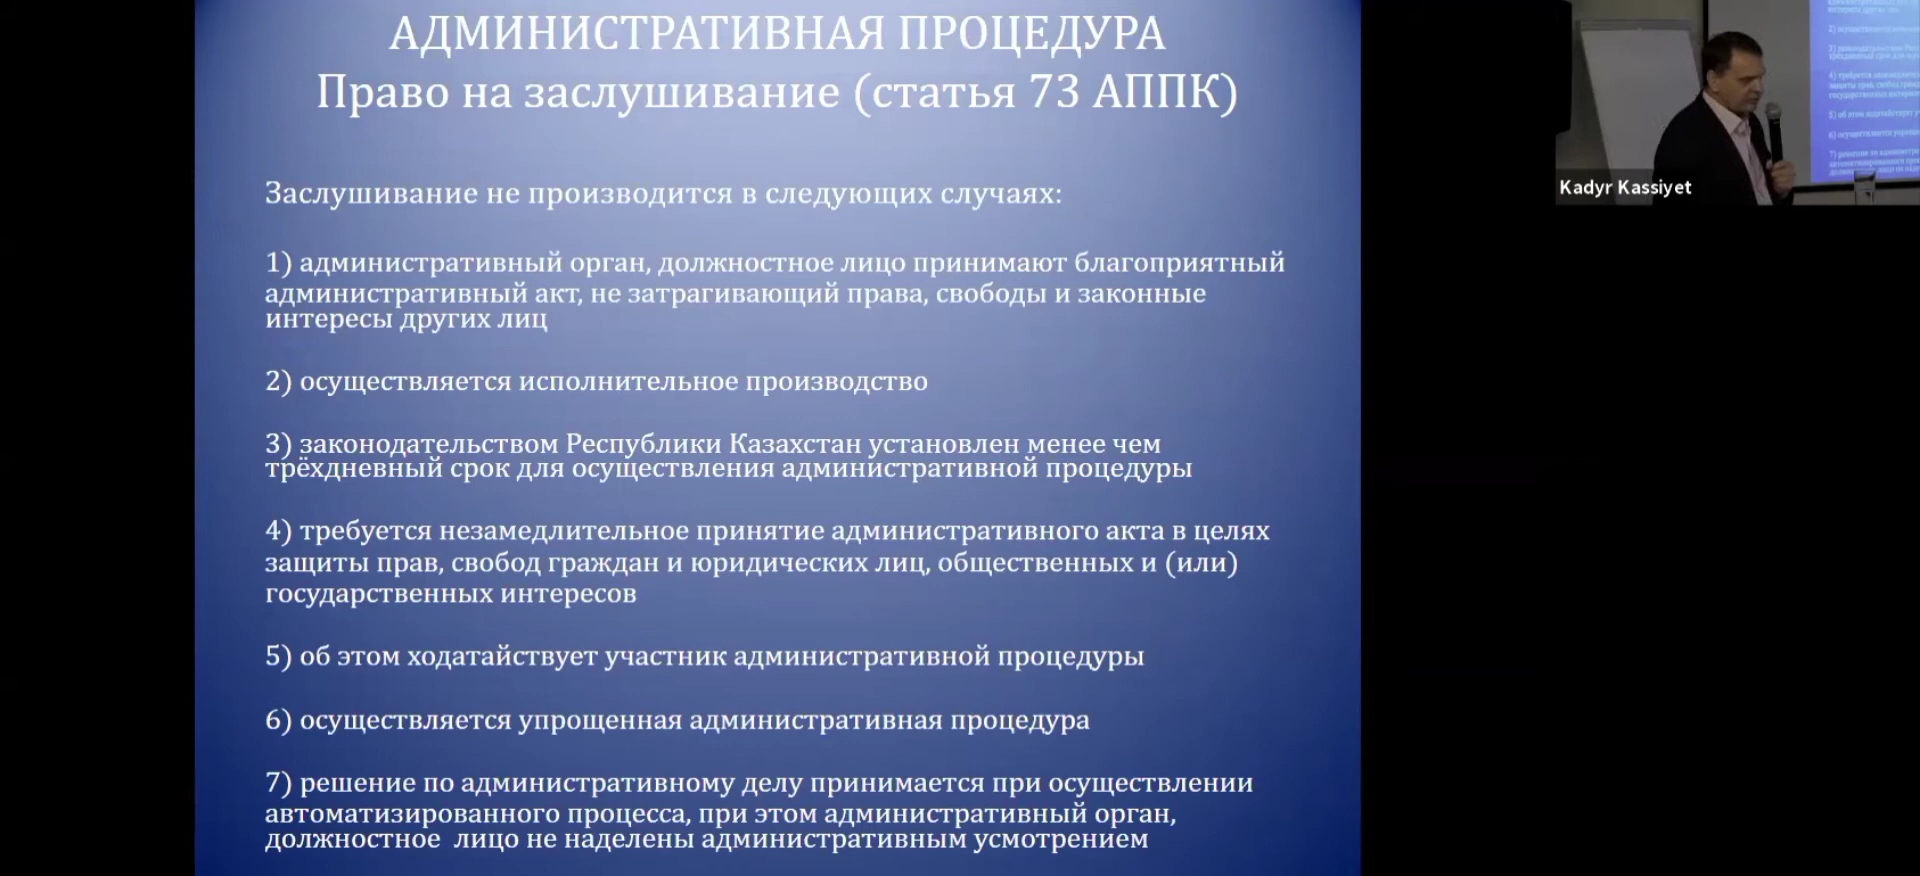 АДМИНИСТРАТИВНАЯ ПРОЦЕДУРА
Право на заслушивание (статья 73 АППК)
Заслушивание не производится в следующих случаях:
1) административный орган, должностное лицо принимают благоприятный
административный акт, не затрагивающий права, свободы и законные
интересы других лиц
2) осуществляется исполнительное производство
3) законодательством Республики Казахстан установлен менее чем
трёхдневный срок для осуществления административной процедуры
4) требуется незамедлительное принятие административного акта в целях
защиты прав, свобод граждан и юридических лиц, общественных и (или)
государственных интересов
5) об этом ходатайствует участник административной процедуры
6) осуществляется упрощенная административная процедура
7) решение по административному делу принимается при осуществлении
автоматизированного процесса, при этом административный орган,
должностное лицо не наделены административным усмотрением
Kadyr Kassiyet